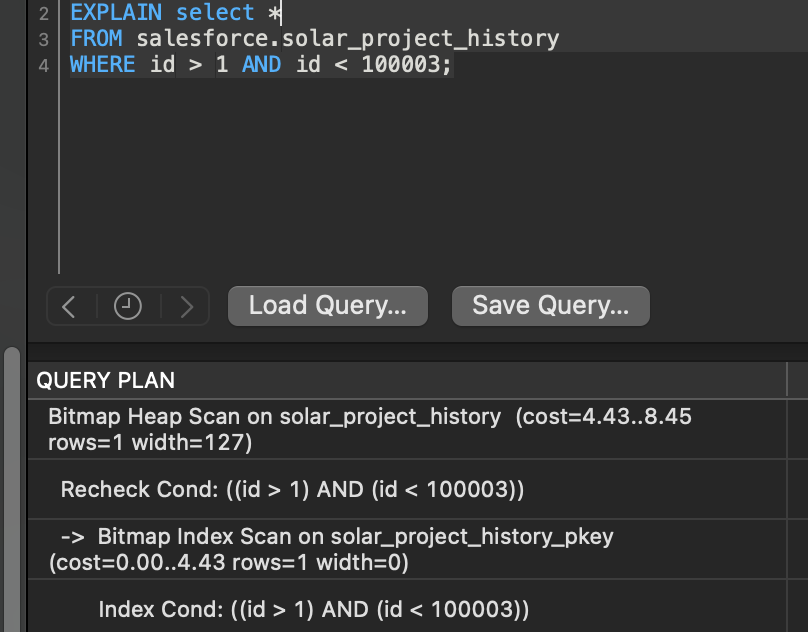 2 EXPLAIN select *
3 FROM salesforce.solar_project_history
4 WHERE id > 1 AND id < 100003;
Load Query... Save Query...
QUERY PLAN
Bitmap Heap Scan on solar_project_history (cost=4.43..8.45
rows=1 width=127)
Recheck Cond: ((id > 1) AND (id < 100003))
-> Bitmap Index Scan on solar_project_history_pkey
(cost=0.00..4.43 rows=1 width=0)
Index Cond: ((id > 1) AND (id < 100003))